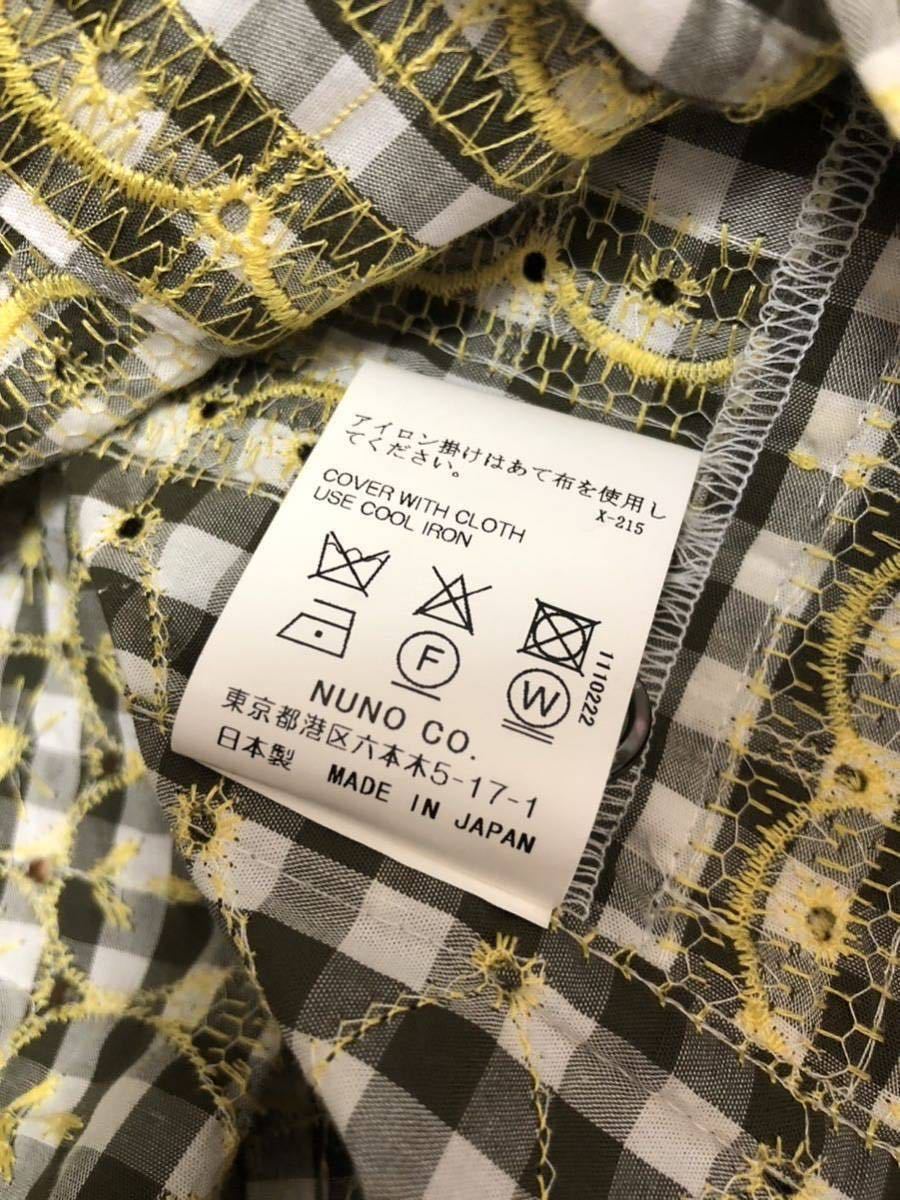 アイロン掛けはあて布を使用し
てください。
X-215
COVER WITH CLOTH
USE COOL IRON
F
W
1110222
NUNO CO.
東京都港区六本木5-17-1
日本製 MADE IN JAPAN